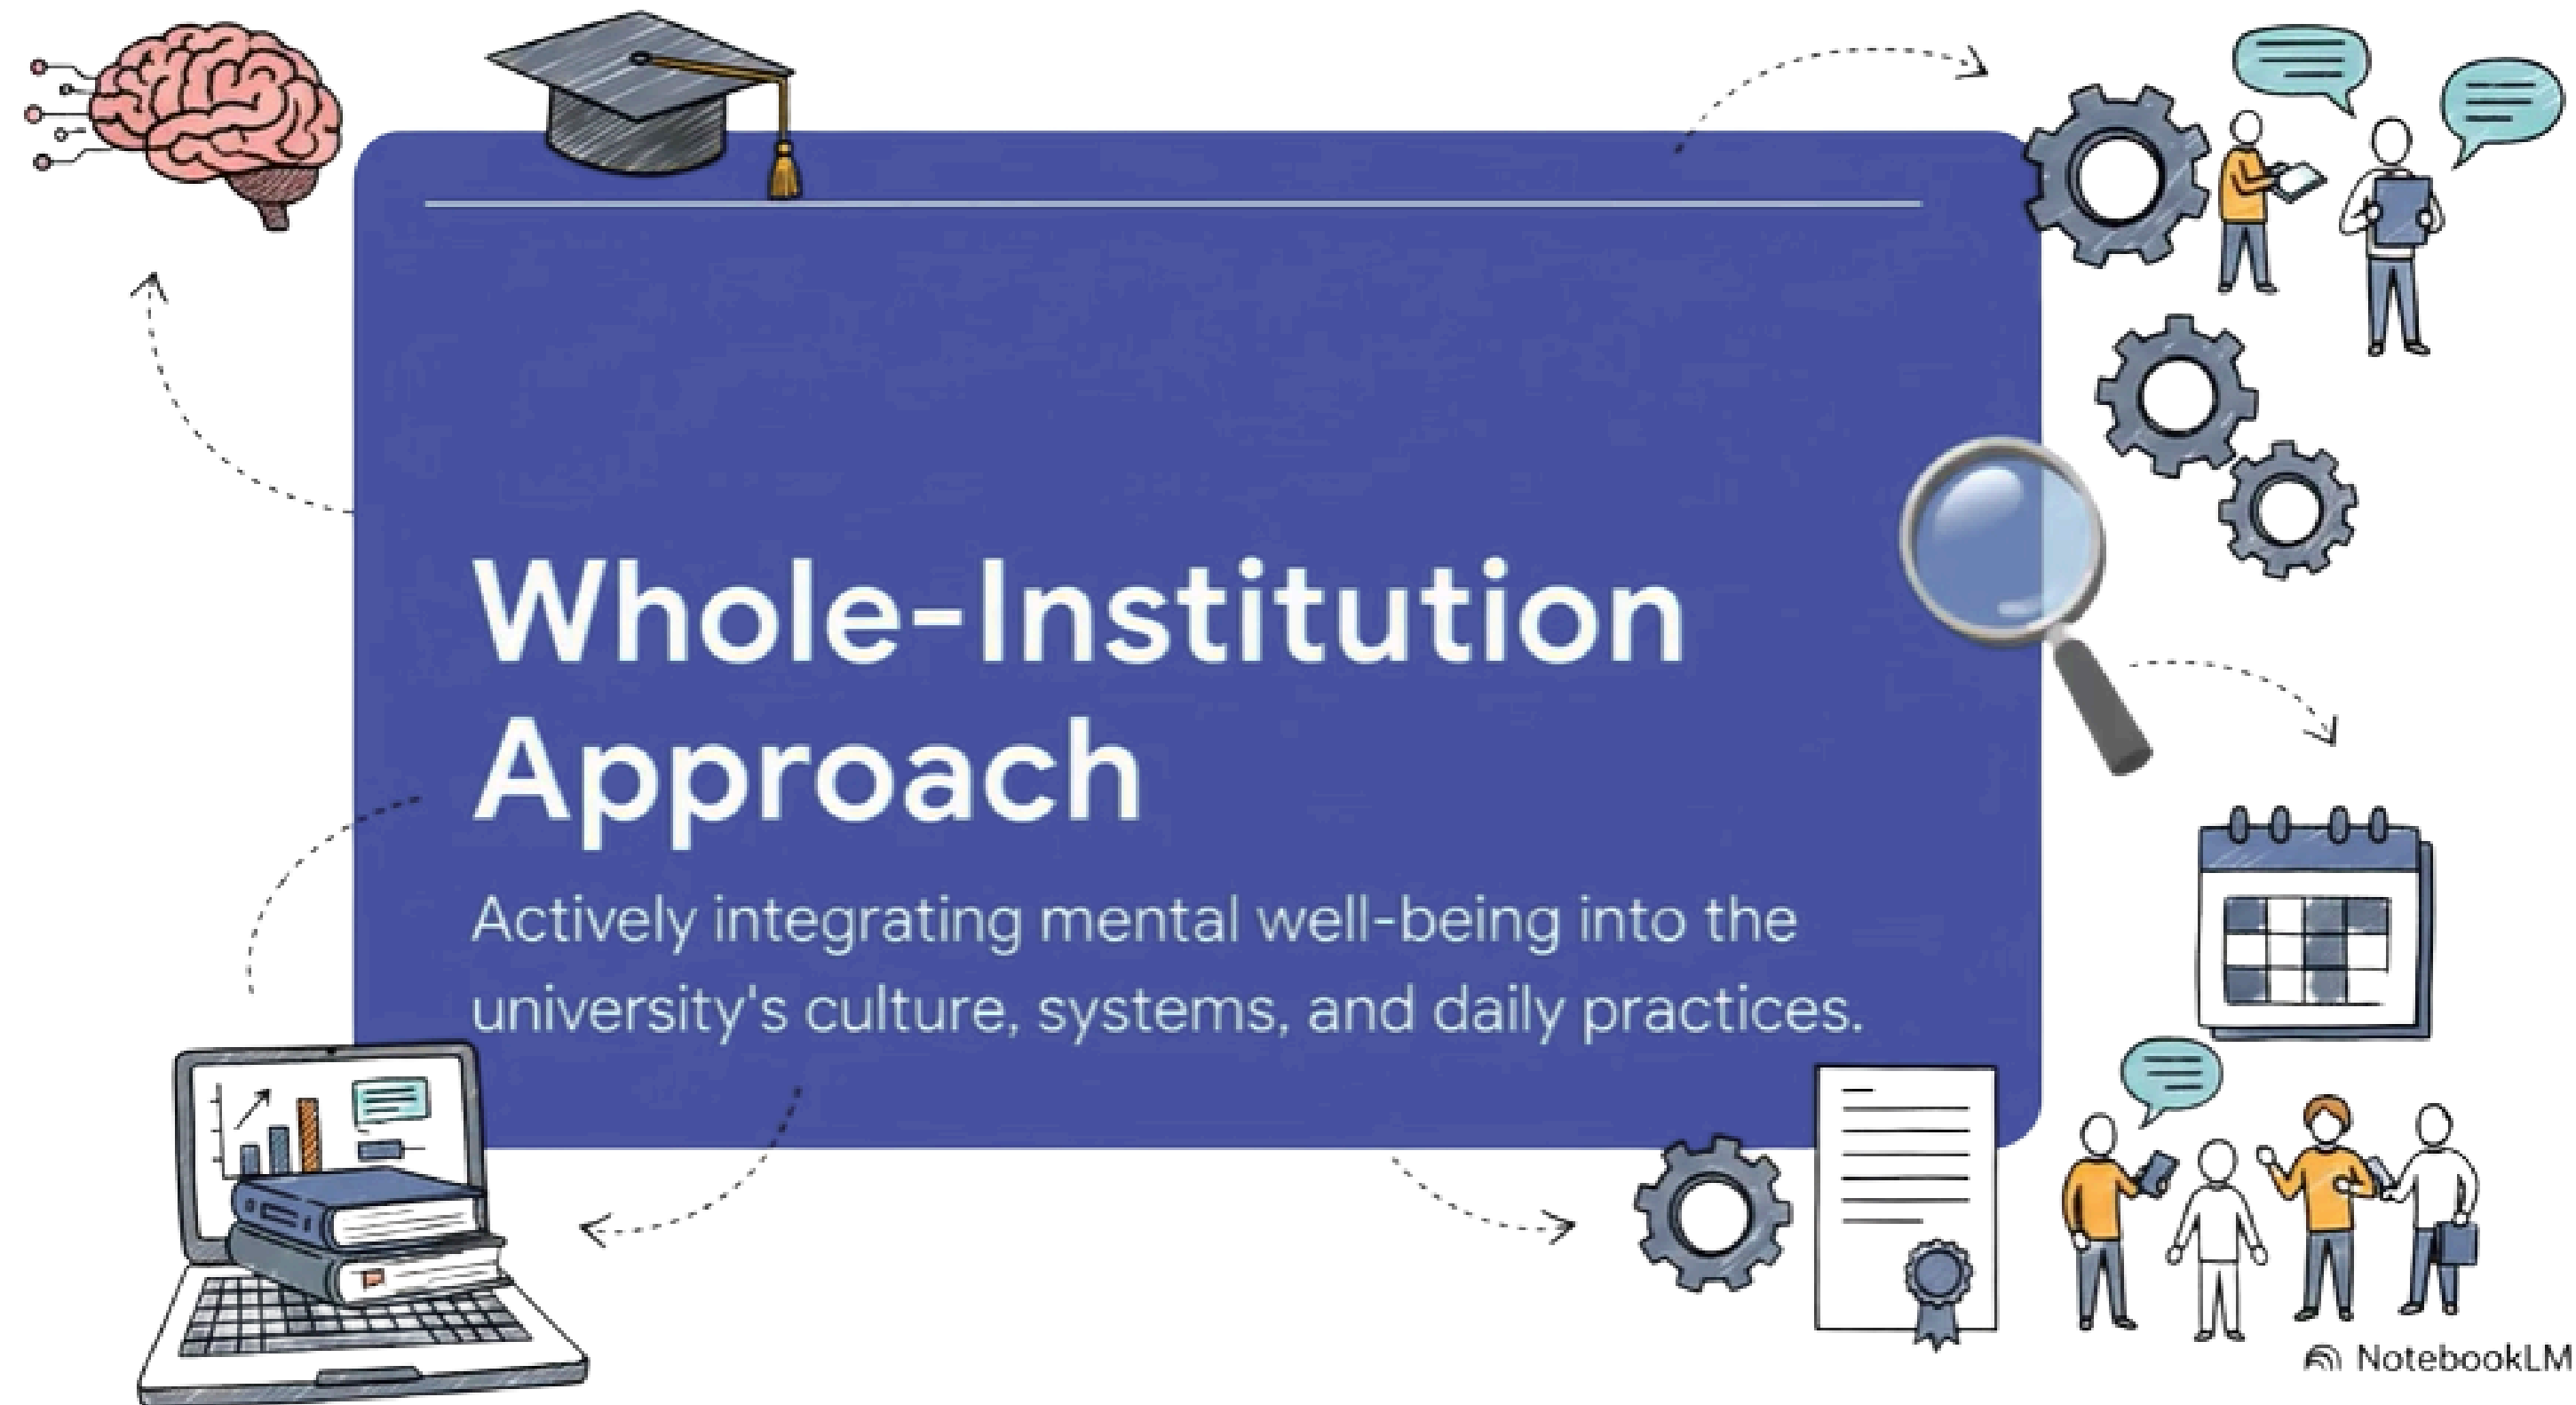 Whole-Institution
Approach
Actively integrating mental well-being into the
university's culture, systems, and daily practices.
NotebookLM